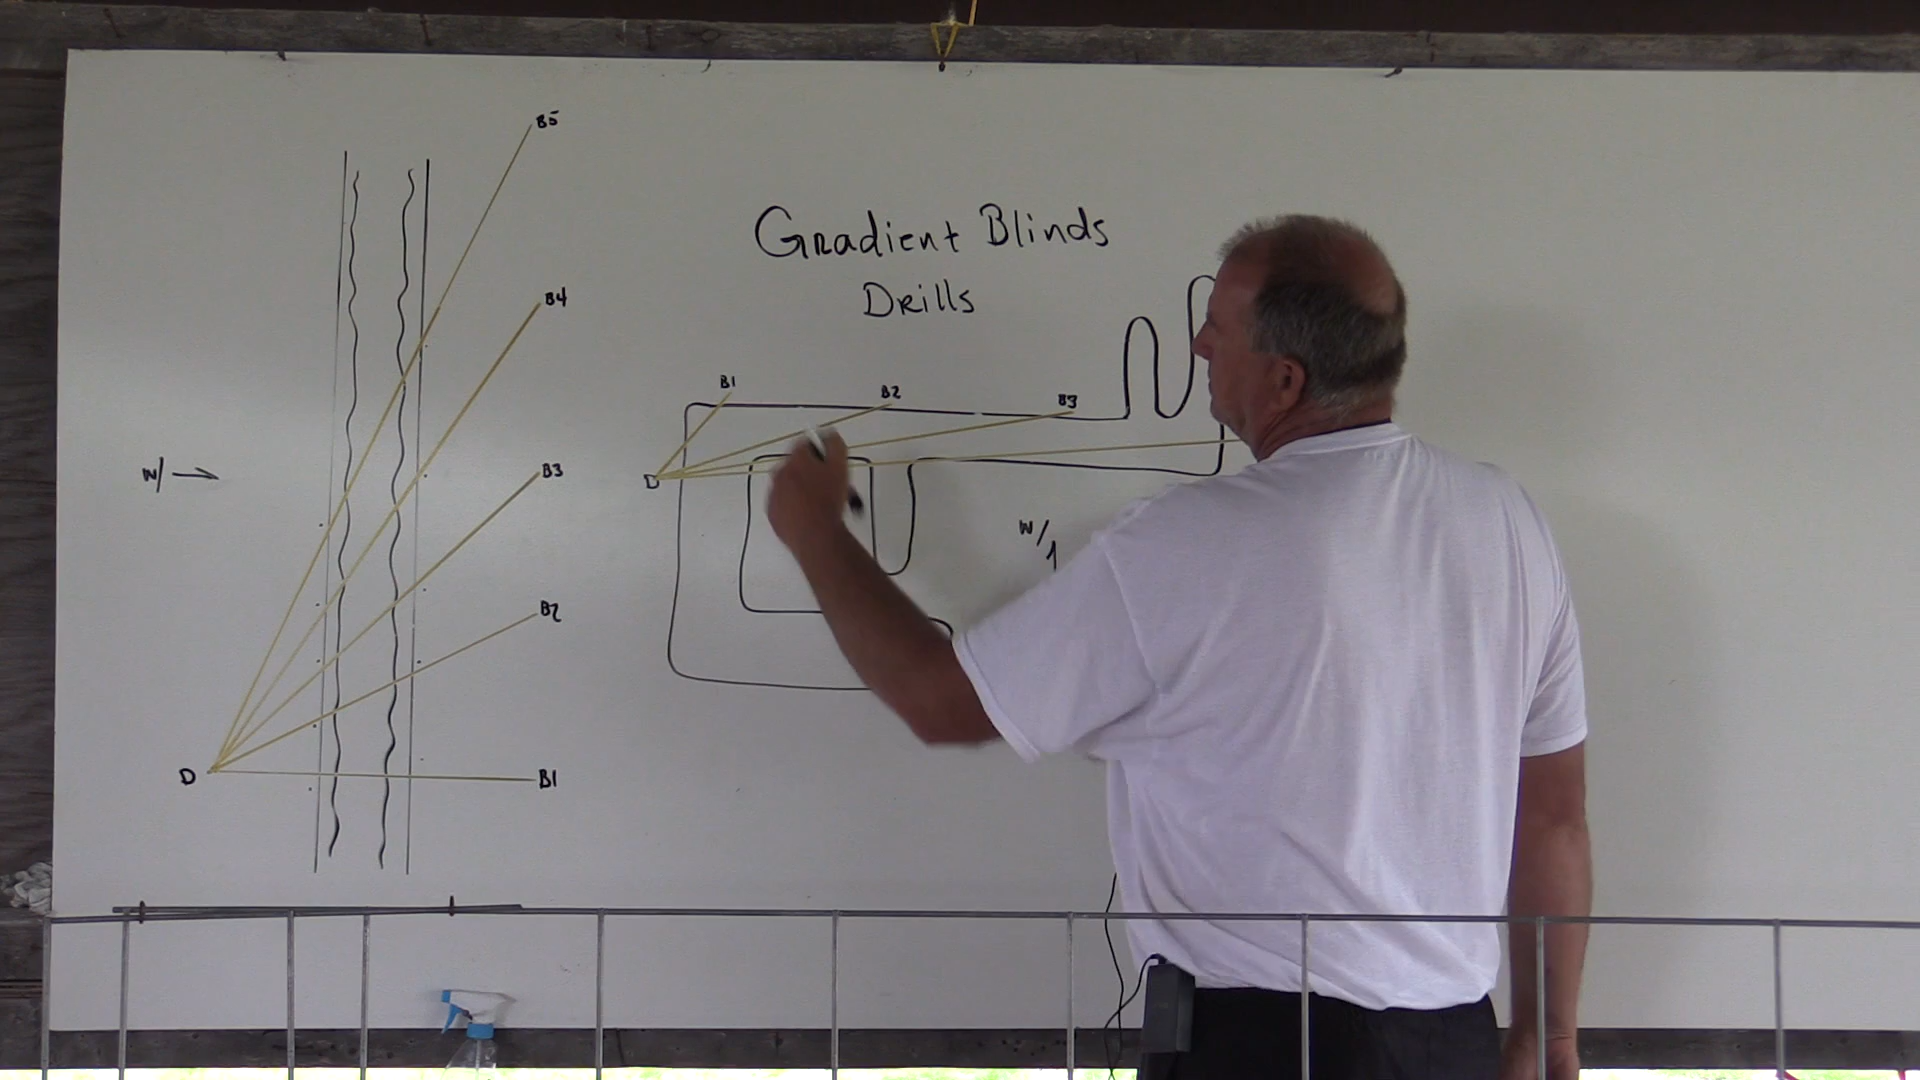 Gradient Blinds
Drills
B5
B4
B3
B2
B1
W/
D
B1
B2
B3
D
W/